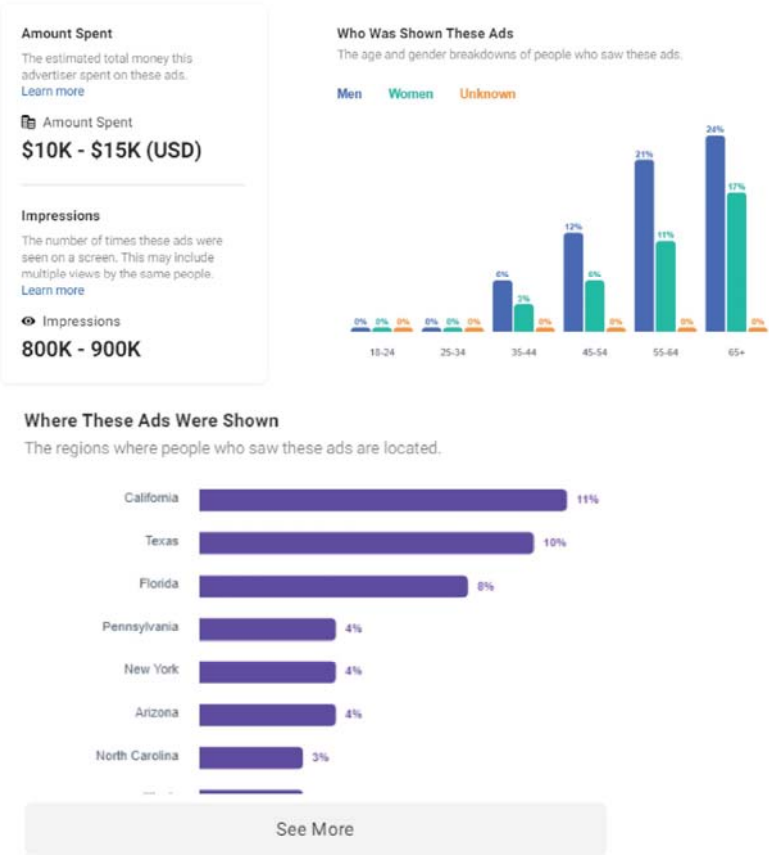 Amount Spent
The estimated total money this
advertiser spent on these ads.
Learn more
Amount Spent
$10K - $15K (USD)
Impressions
The number of times these ads were
seen on a screen. This may include
multiple views by the same people.
Learn more
Impressions
800K - 900K
Who Was Shown These Ads
The age and gender breakdowns of people who saw these ads.
Men Women Unknown
24%
21%
17%
12%
11%
6% 6%
3%
0% 0% 0% 0% 0% 0% 0% 0% 0% 0%
18-24 25-34 35-44 45-54 55-64 65+
Where These Ads Were Shown
The regions where people who saw these ads are located.
California 11%
Texas 10%
Florida 8%
Pennsylvania 4%
New York 4%
Arizona 4%
North Carolina 3%
See More